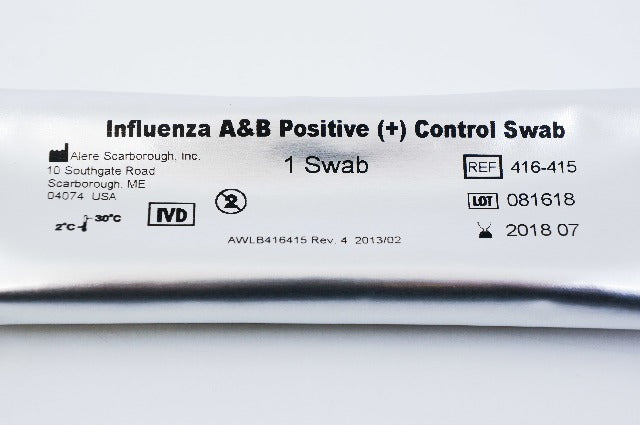 Influenza A&B Positive (+) Control Swab
Alere Scarborough, Inc.
10 Southgate Road
Scarborough, ME
04074 USA
1 Swab
REF 416-415
LOT 081618
2018 07
2°C 30°C
IVD
2
AWLB416415 Rev. 4 2013/02